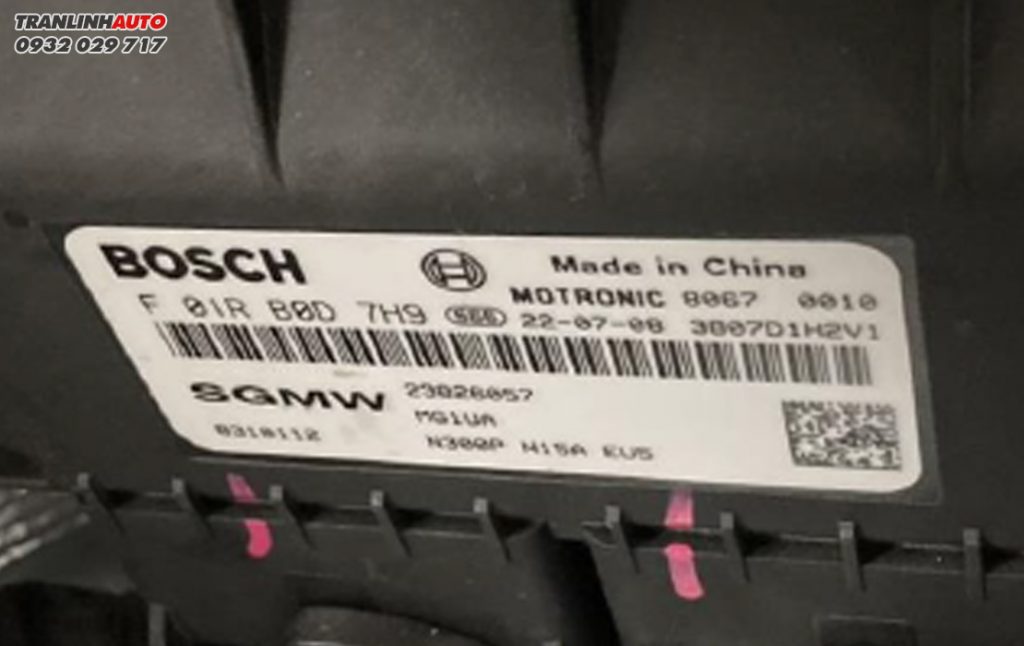 TRANLINHAUTO
0932 029 717
BOSCH
Made in China
MOTRONIC 8067 0010
F 01R B0D 7H9 22-07-08 3807D1H2V1
SGMW 23826057
MG1UA
0310112
N300P N15A EU5